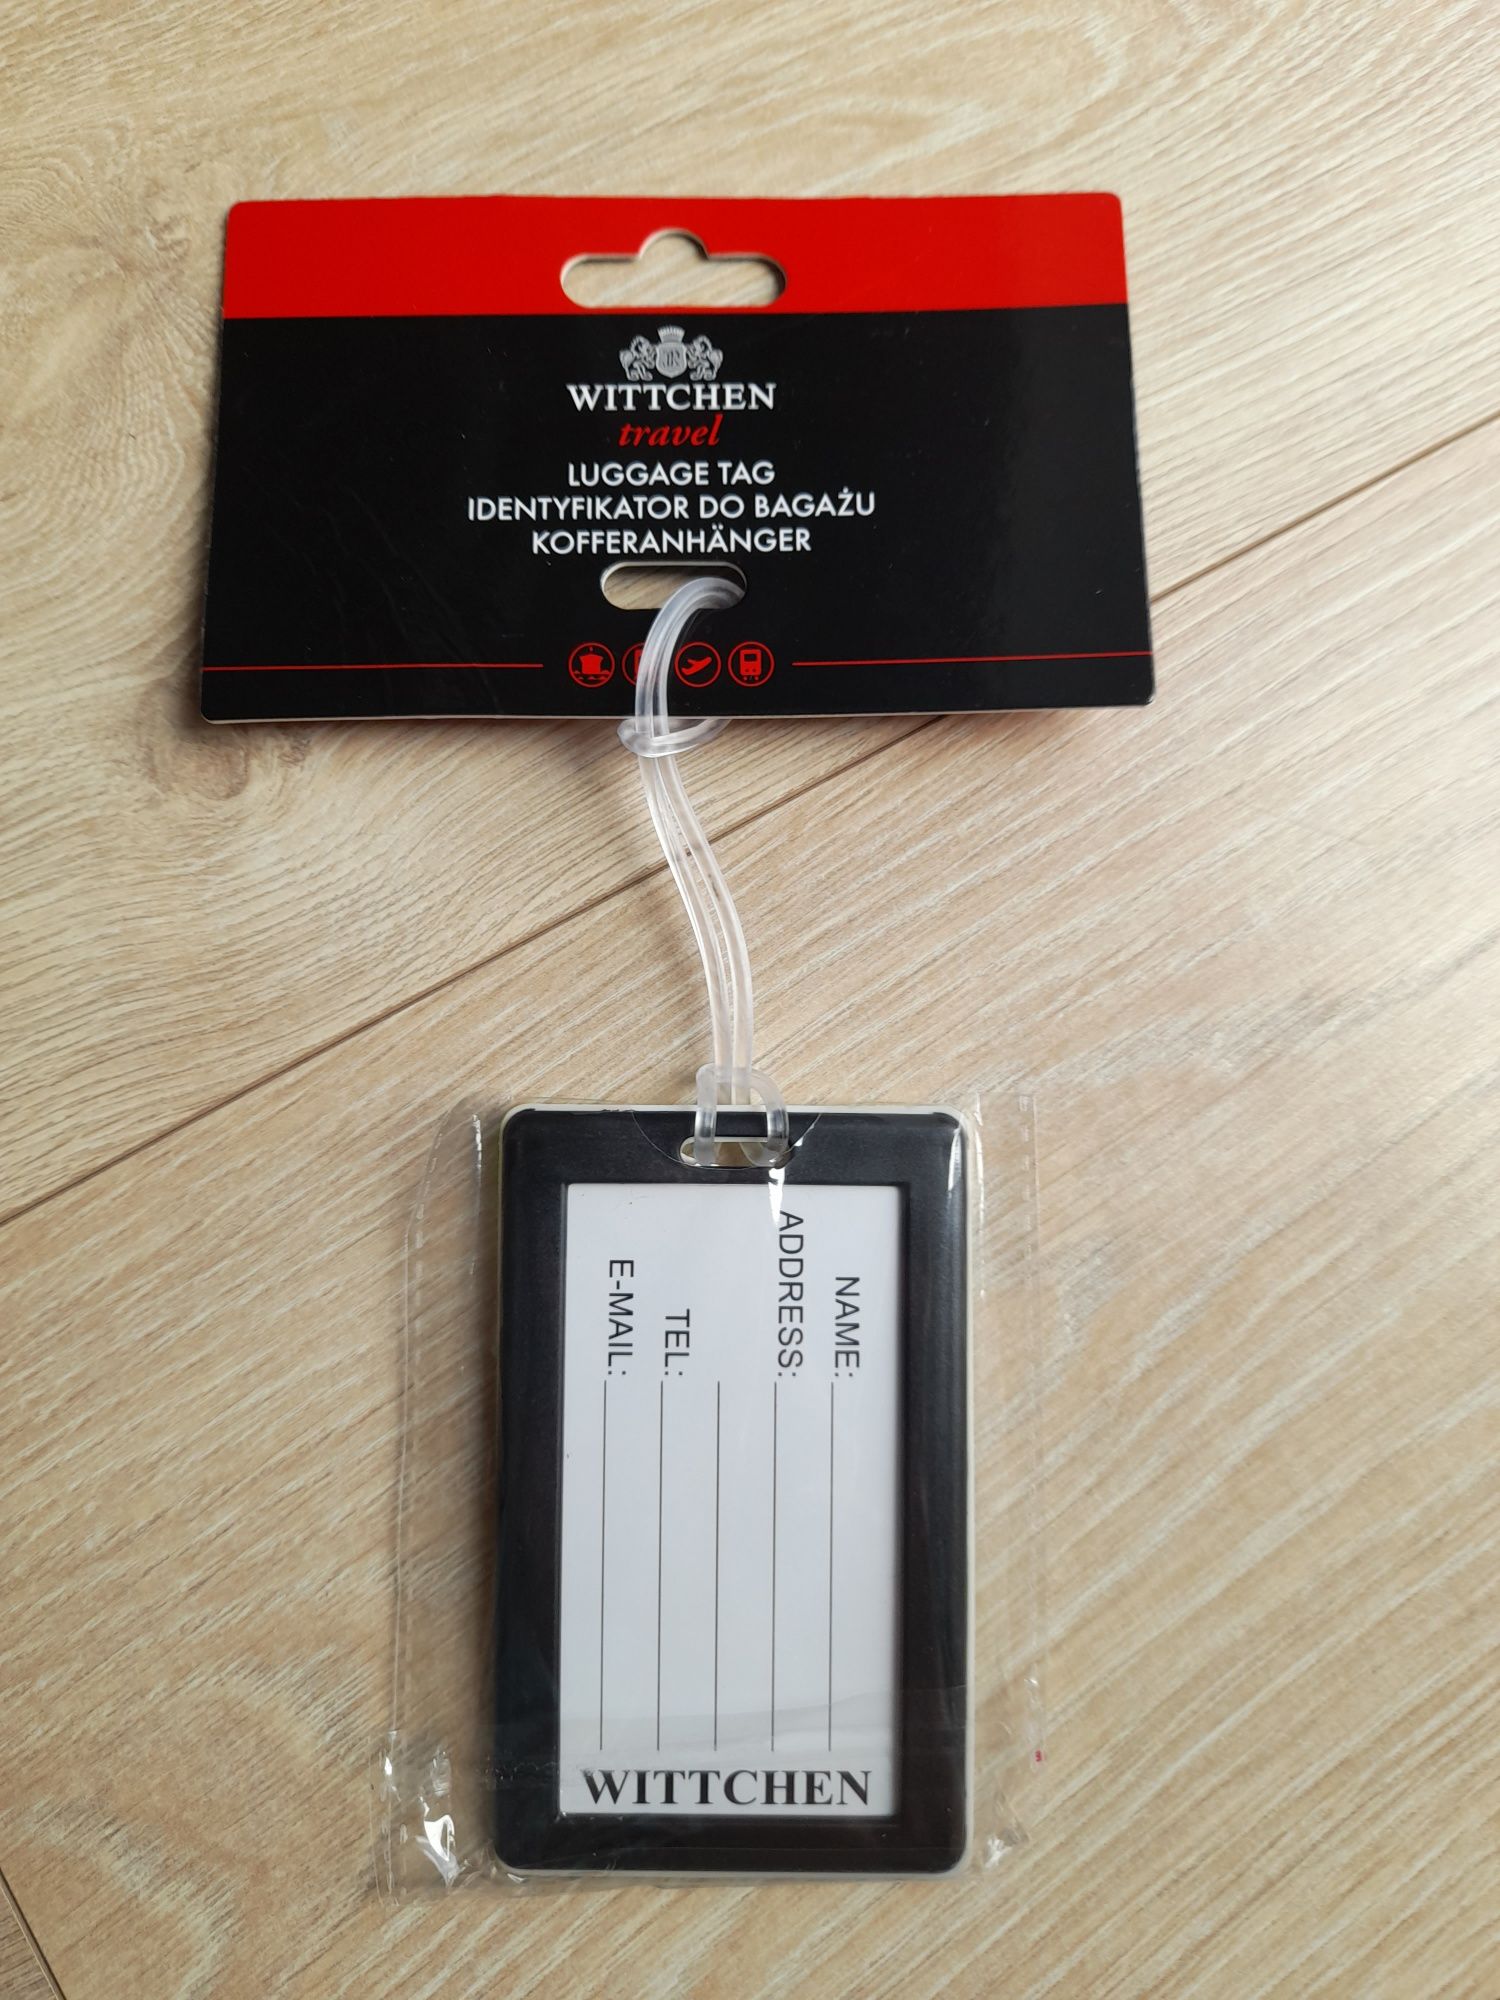 WITTCHEN
travel
LUGGAGE TAG
IDENTYFIKATOR DO BAGAŻU
KOFFERANHÄNGER
NAME:
ADDRESS:
TEL:
E-MAIL:
WITTCHEN